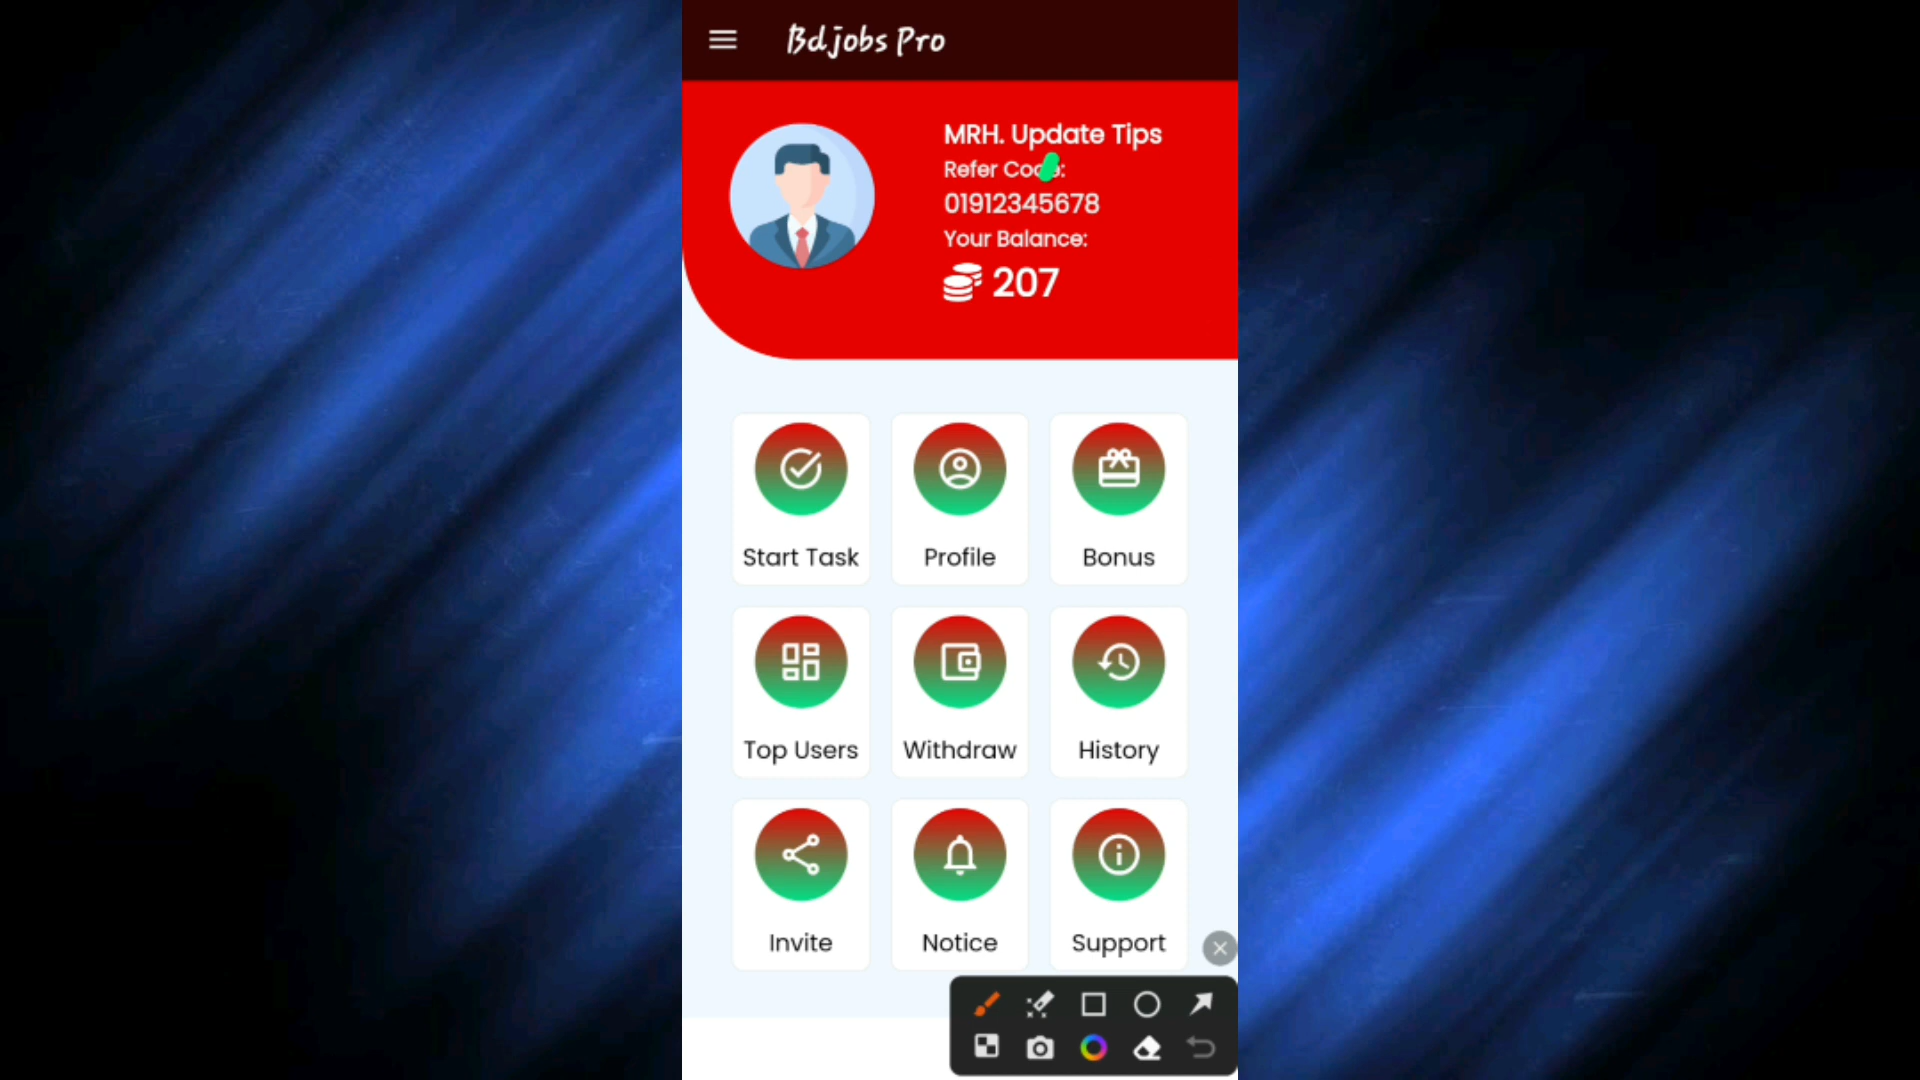 Bdjobs Pro
MRH. Update Tips
Refer Code:
01912345678
Your Balance:
207
Start Task
Profile
Bonus
Top Users
Withdraw
History
Invite
Notice
Support